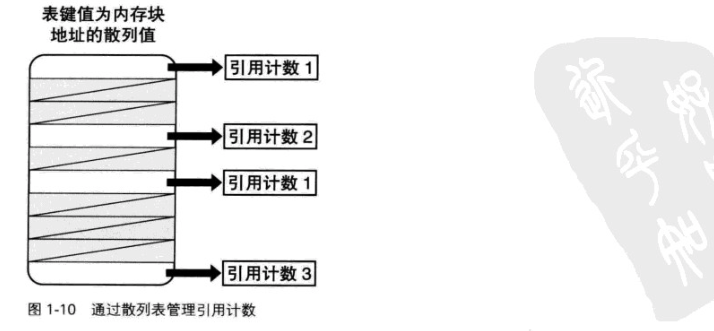 表键值为内存块
地址的散列值
引用计数 1
引用计数 2
引用计数 1
引用计数 3
图 1-10 通过散列表管理引用计数